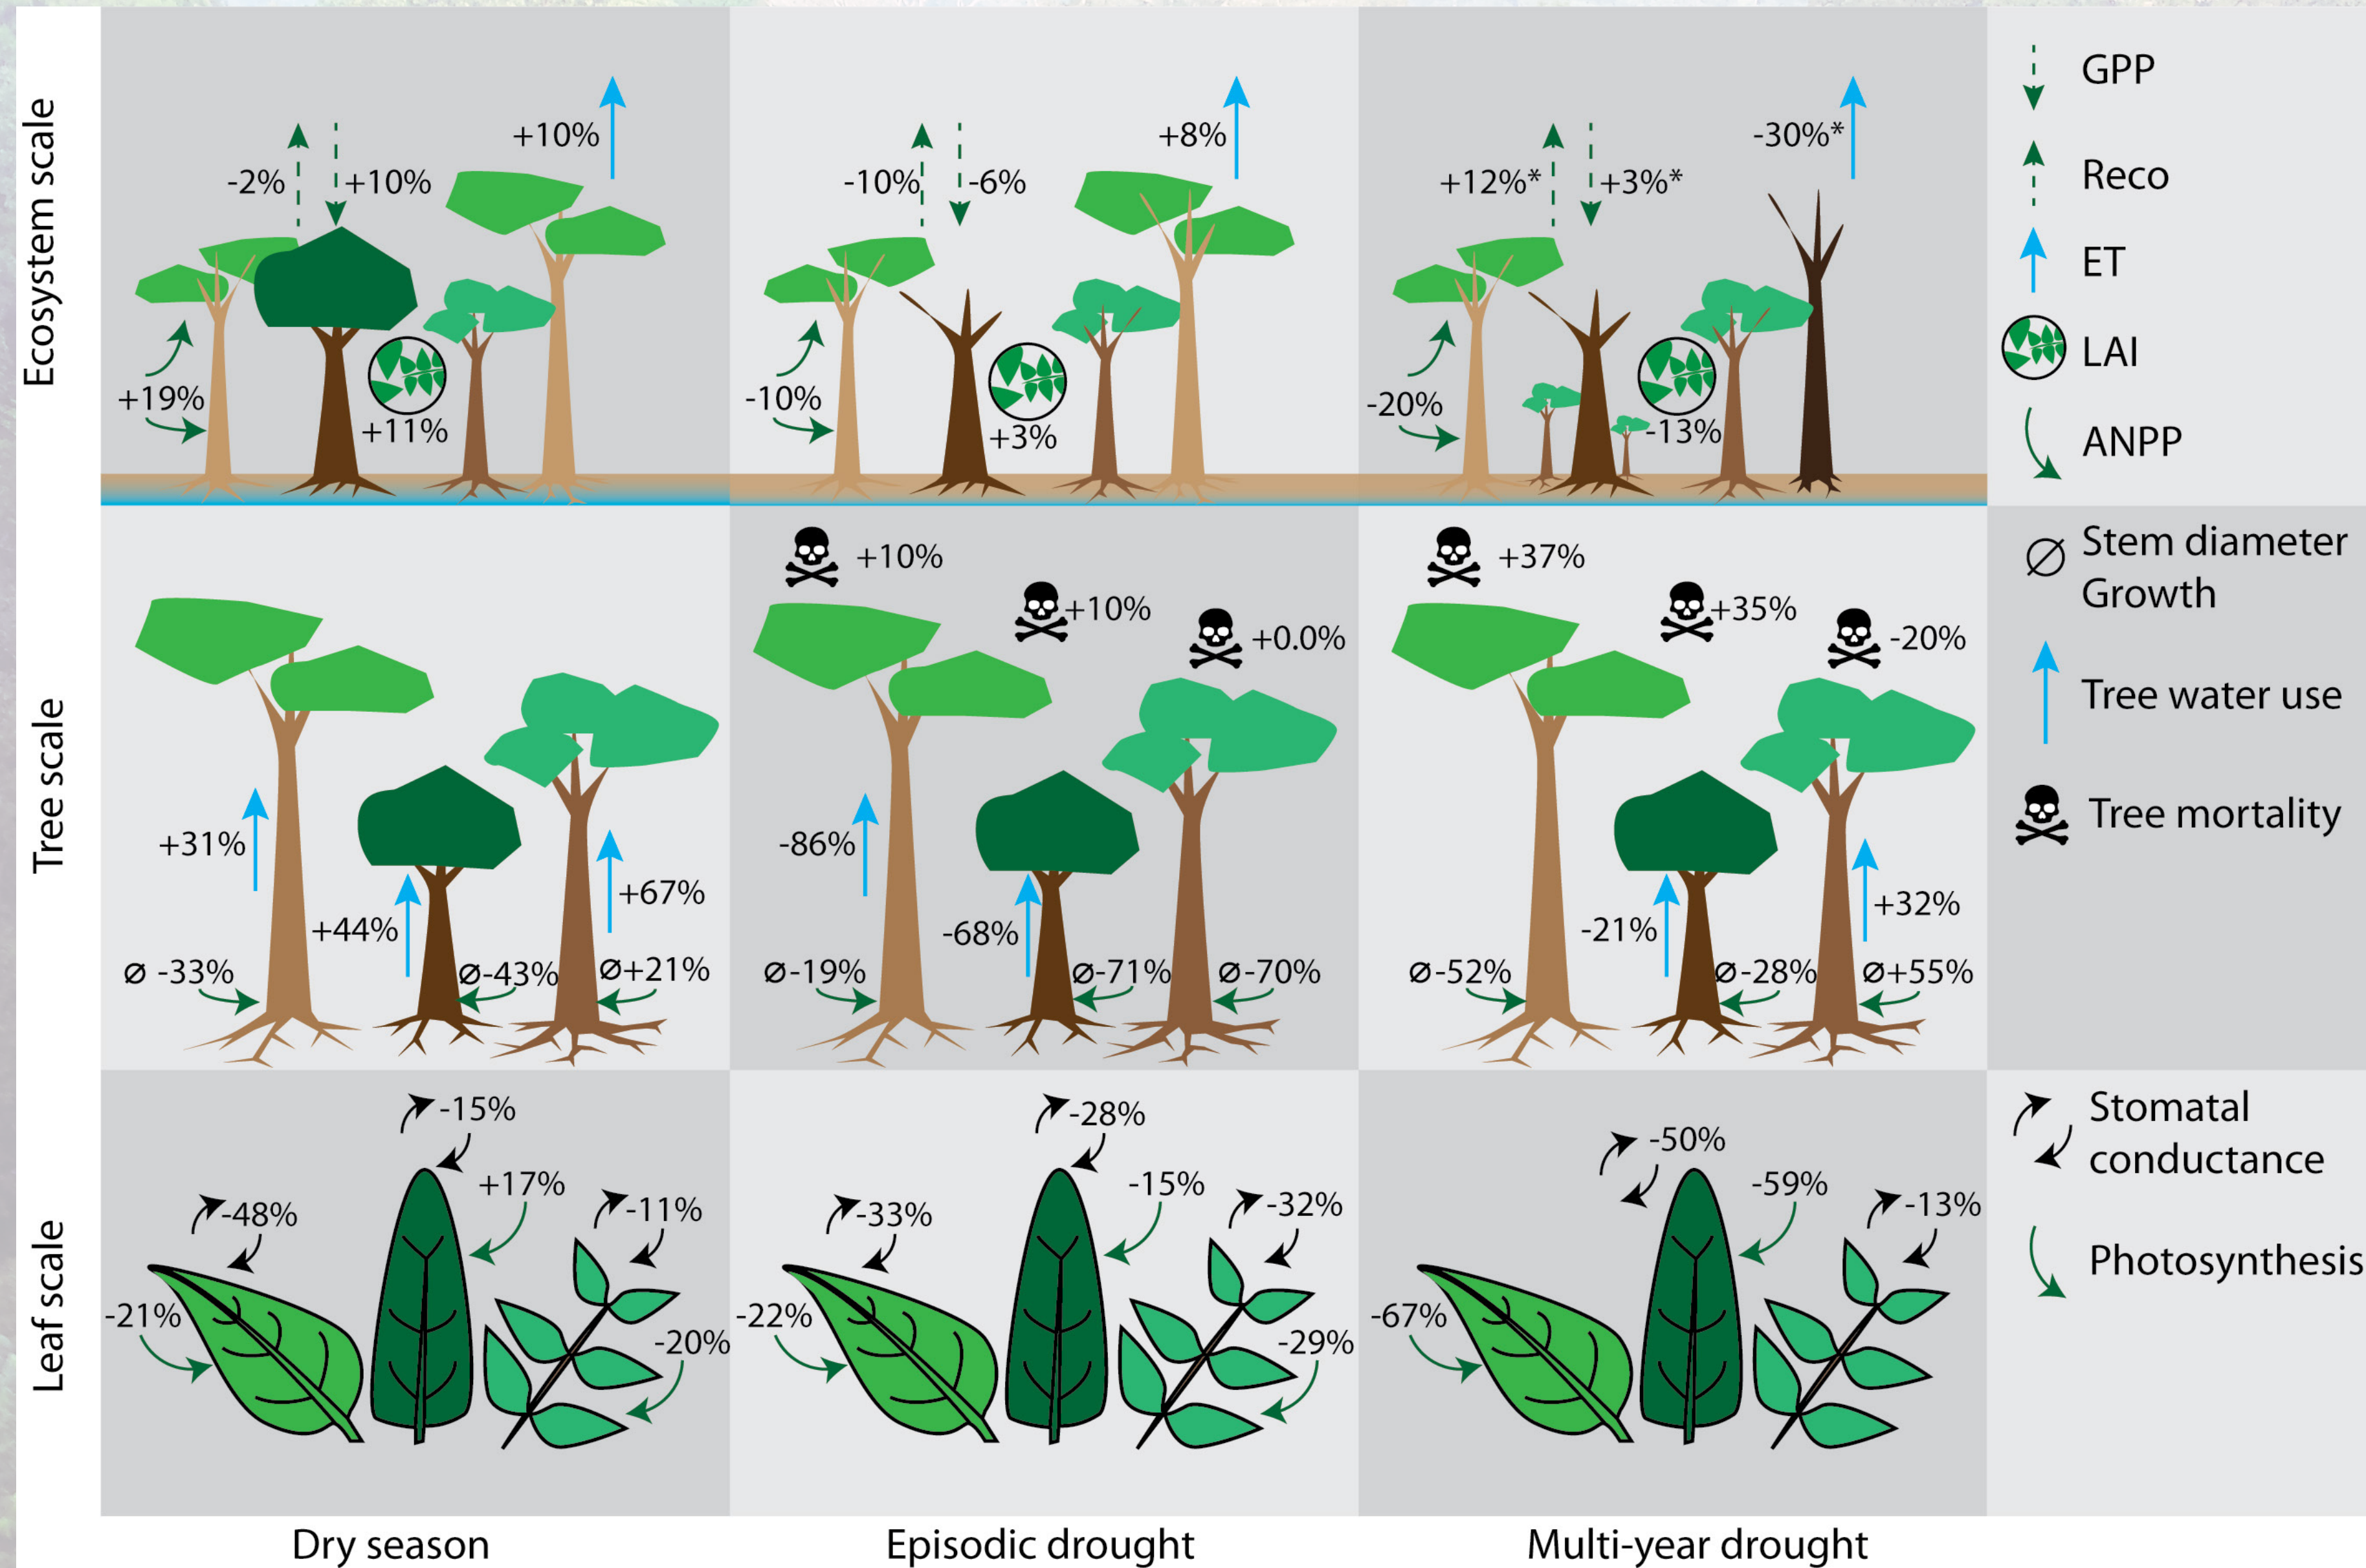 Ecosystem scale
-2%
+10%
+10%
+19%
+11%
-10%
-6%
+8%
-10%
+3%
+12%*
+3%*
-30%*
-20%
-13%
GPP
Reco
ET
LAI
ANPP
Tree scale
+31%
+44%
+67%
Ø -33%
Ø-43%
Ø+21%
+10%
+10%
+0.0%
-86%
-68%
Ø-19%
Ø-71%
Ø-70%
+37%
+35%
-20%
-21%
+32%
Ø-52%
Ø-28%
Ø+55%
Ø Stem diameter
Growth
Tree water use
Tree mortality
Leaf scale
-15%
+17%
-48%
-11%
-21%
-20%
-28%
-15%
-33%
-32%
-22%
-29%
-50%
-59%
-13%
-67%
Stomatal
conductance
Photosynthesis
Dry season
Episodic drought
Multi-year drought